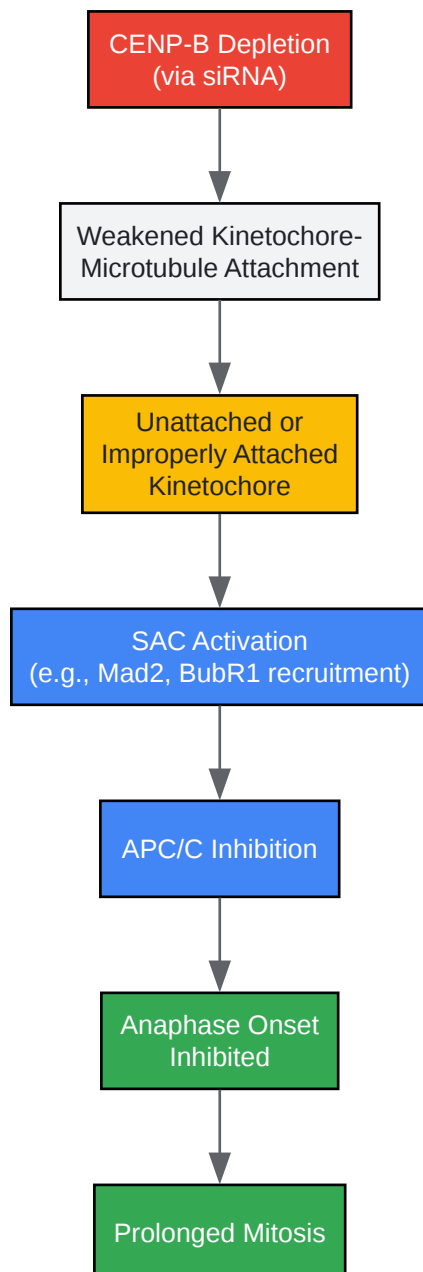 CENP-B Depletion
(via siRNA)
Weakened Kinetochore-
Microtubule Attachment
Unattached or
Improperly Attached
Kinetochore
SAC Activation
(e.g., Mad2, BubR1 recruitment)
APC/C Inhibition
Anaphase Onset
Inhibited
Prolonged Mitosis